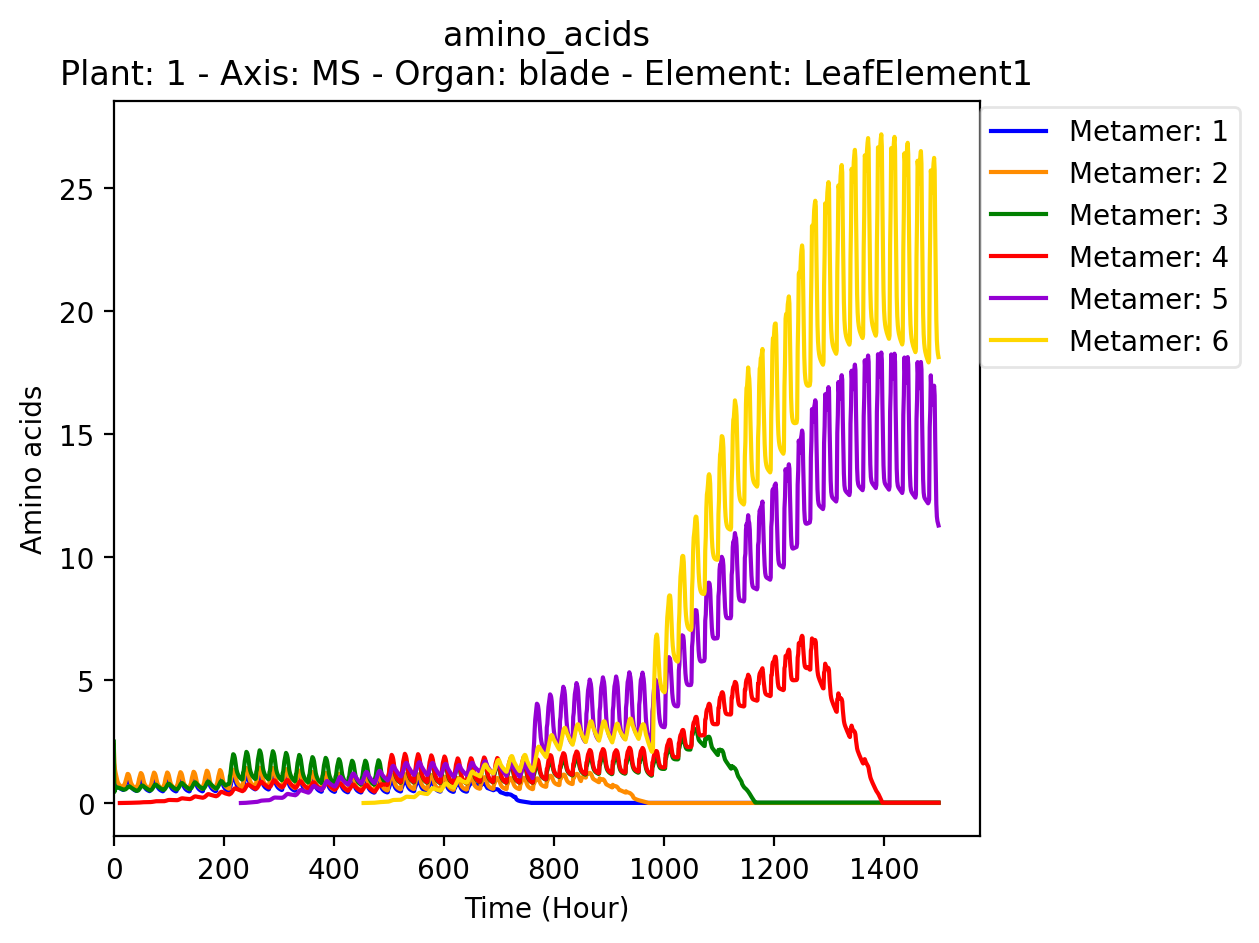 amino_acids
Plant: 1 - Axis: MS - Organ: blade - Element: LeafElement1
Metamer: 1
Metamer: 2
Metamer: 3
Metamer: 4
Metamer: 5
Metamer: 6
25
20
15
10
5
0
Amino acids
0 200 400 600 800 1000 1200 1400
Time (Hour)